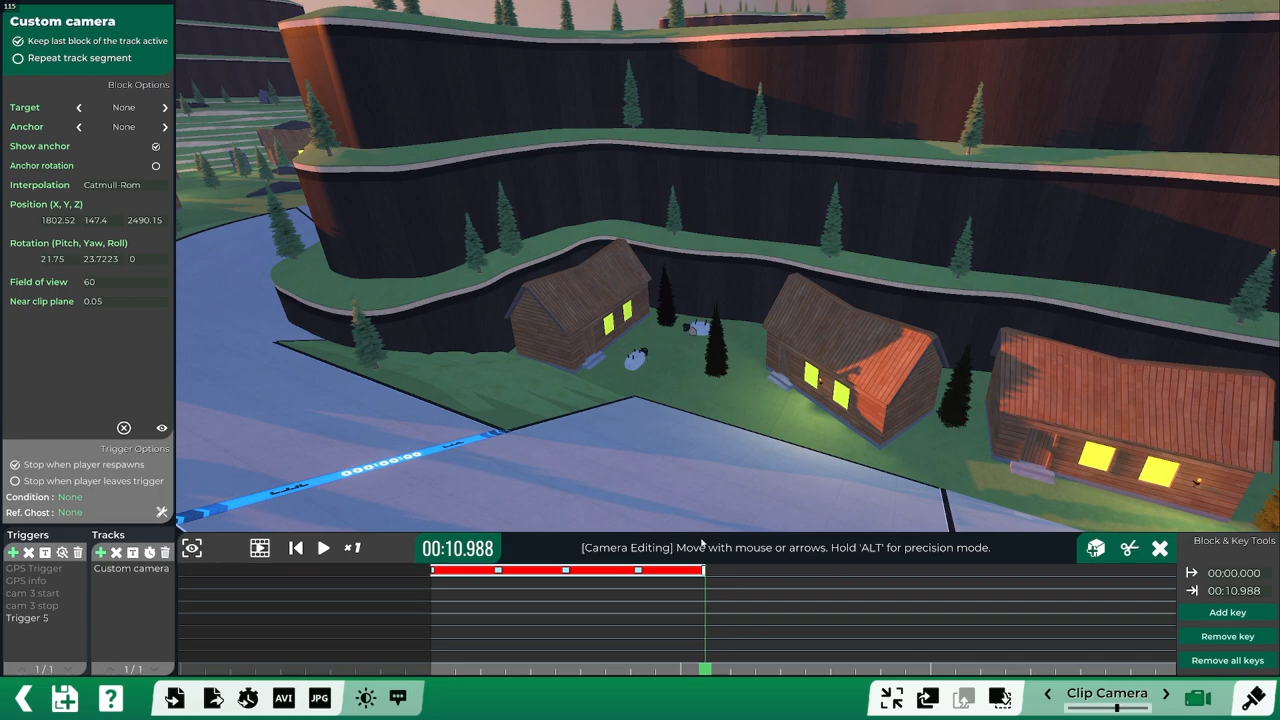 115
Custom camera
Keep last block of the track active
Repeat track segment
Block Options
Target None
Anchor None
Show anchor
Anchor rotation
Interpolation Catmull-Rom
Position (X, Y, Z)
1802.52 147.4 2490.15
Rotation (Pitch, Yaw, Roll)
21.75 23.7223 0
Field of view 60
Near clip plane 0.05
Trigger Options
Stop when player respawns
Stop when player leaves trigger
Condition : None
Ref. Ghost : None
Triggers
GPS Trigger
GPS info
cam 3 start
cam 3 stop
Trigger 5
1 / 1
Tracks
Custom camera
1 / 1
× 1
00:10.988
[Camera Editing] Move with mouse or arrows. Hold 'ALT' for precision mode.
Block & Key Tools
00:00.000
00:10.988
Add key
Remove key
Remove all keys
?
AVI
JPG
Clip Camera